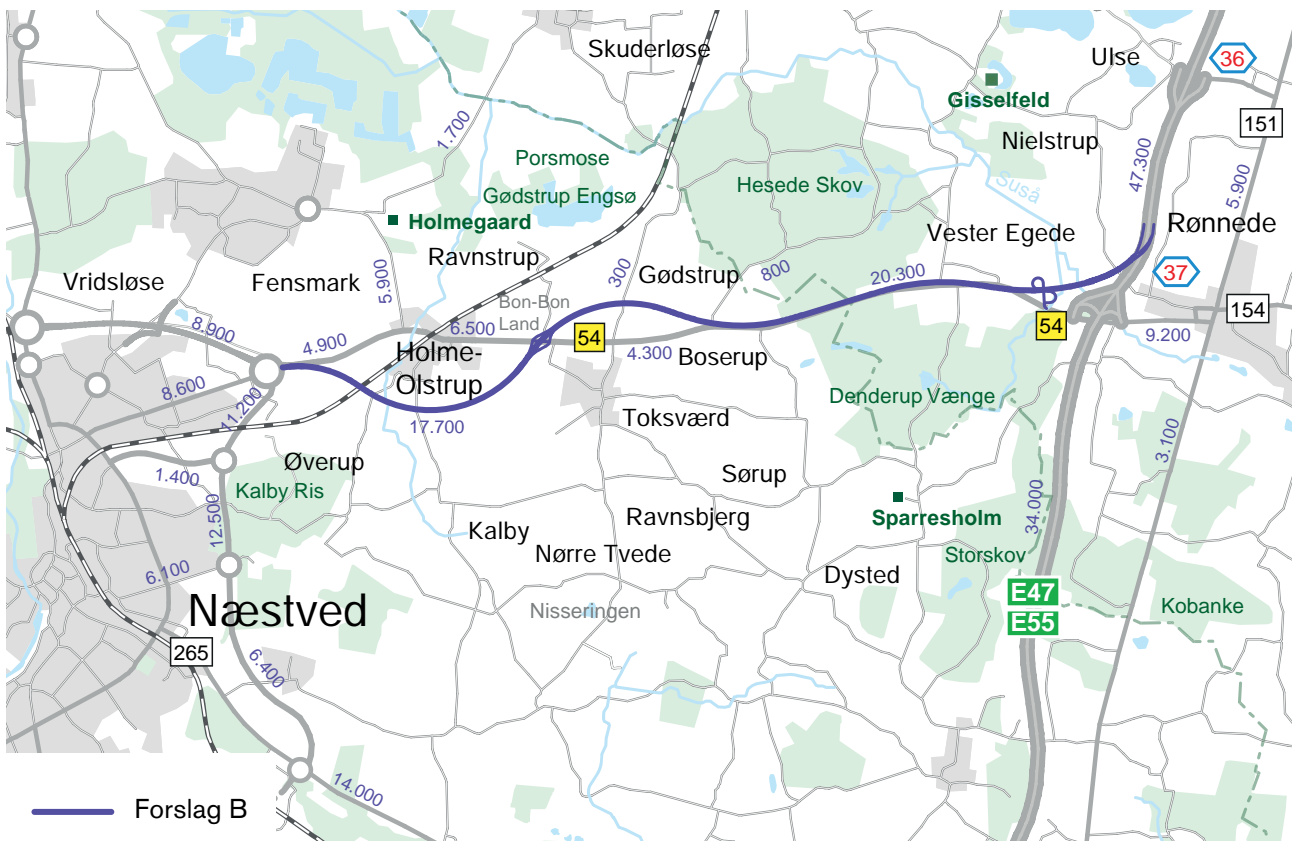 Skuderløse
Ulse
36
Gisselfeld
151
1.700
Nielstrup
Porsmose
Hesede Skov
Gødstrup Engsø
47.300
5.900
Suså
Holmegaard
Rønnede
Vester Egede
Ravnstrup
Vridsløse
Fensmark
5.900
300
Gødstrup
800
20.300
37
Bon-Bon
Land
8.900
4.900
6.500
54
54
154
9.200
4.300
Holme-
Olstrup
Boserup
8.600
11.200
17.700
Denderup Vænge
Toksværd
3.100
Øverup
1.400
Kalby Ris
Sørup
12.500
Sparresholm
34.000
Kalby
Ravnsbjerg
Nørre Tvede
Storskov
6.100
Dysted
Næstved
Nisseringen
E47
E55
Kobanke
265
6.400
14.000
Forslag B